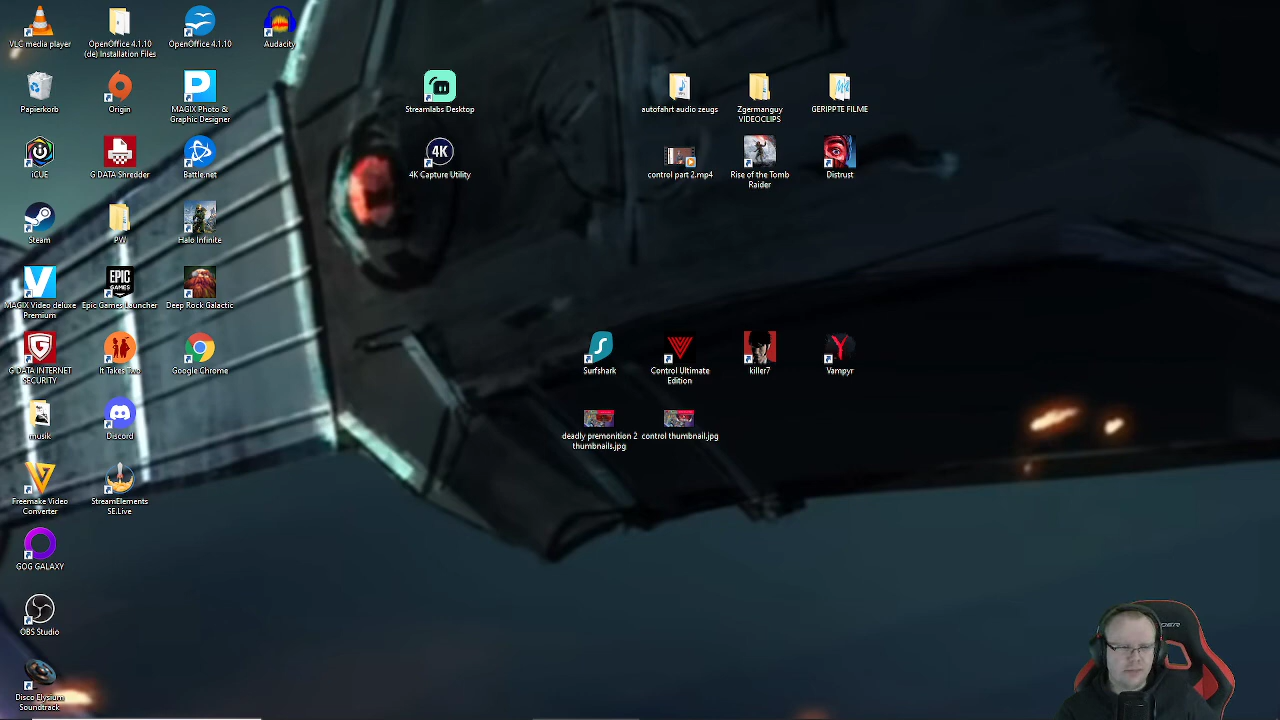 VLC media player
OpenOffice 4.1.10
(de) Installation Files
OpenOffice 4.1.10
Audacity
Papierkorb
Origin
MAGIX Photo &
Graphic Designer
Streamlabs Desktop
autofahrt audio zeugs
Zgermanguy
VIDEOCLIPS
GERIPPTE FILME
iCUE
G DATA Shredder
Battle.net
4K
4K Capture Utility
control part 2.mp4
Rise of the Tomb
Raider
Distrust
Steam
PW
Halo Infinite
MAGIX Video deluxe
Premium
EPIC
GAMES
Epic Games Launcher
Deep Rock Galactic
G DATA INTERNET
SECURITY
It Takes Two
Google Chrome
Surfshark
Control Ultimate
Edition
killer7
Vampyr
musik
Discord
deadly premonition 2
thumbnails.jpg
control thumbnail.jpg
Freemake Video
Converter
StreamElements
SE.Live
GOG GALAXY
OBS Studio
Disco Elysium
Soundtrack